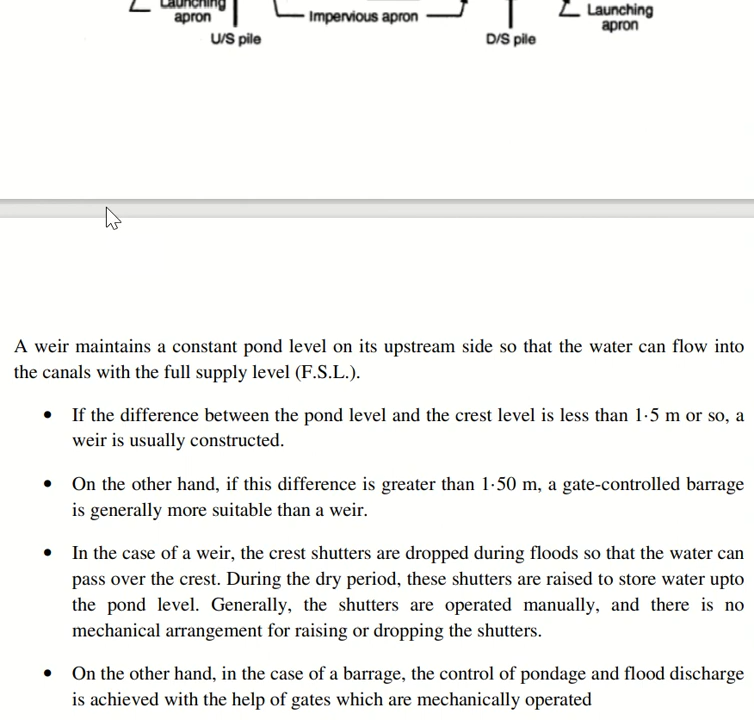 Launching
apron
Impervious apron
Launching
apron
U/S pile
D/S pile
A weir maintains a constant pond level on its upstream side so that the water can flow into
the canals with the full supply level (F.S.L.).
• If the difference between the pond level and the crest level is less than 1·5 m or so, a
weir is usually constructed.
• On the other hand, if this difference is greater than 1·50 m, a gate-controlled barrage
is generally more suitable than a weir.
• In the case of a weir, the crest shutters are dropped during floods so that the water can
pass over the crest. During the dry period, these shutters are raised to store water upto
the pond level. Generally, the shutters are operated manually, and there is no
mechanical arrangement for raising or dropping the shutters.
• On the other hand, in the case of a barrage, the control of pondage and flood discharge
is achieved with the help of gates which are mechanically operated